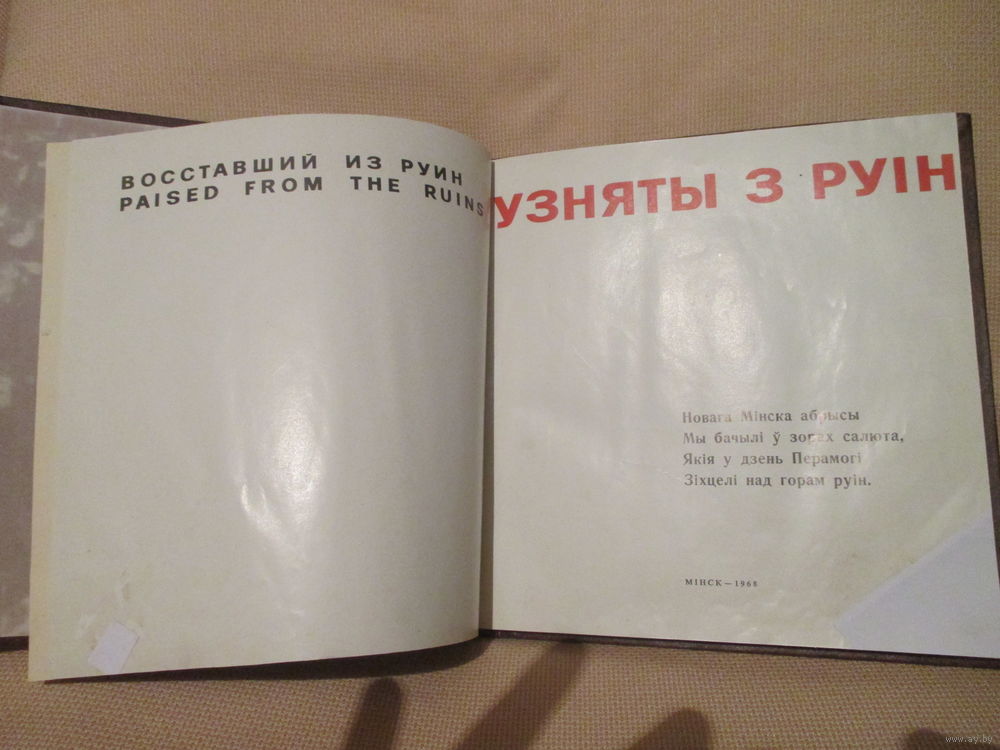 ВОССТАВШИЙ ИЗ РУИН
PAISED FROM THE RUINS
УЗНЯТЫ З РУІН
Новага Мінска абрысы
Мы бачылі ў зорах салюта,
Якія у дзень Перамогі
Зіхцелі над горам руін.
МІНСК — 1968
www.ay.by